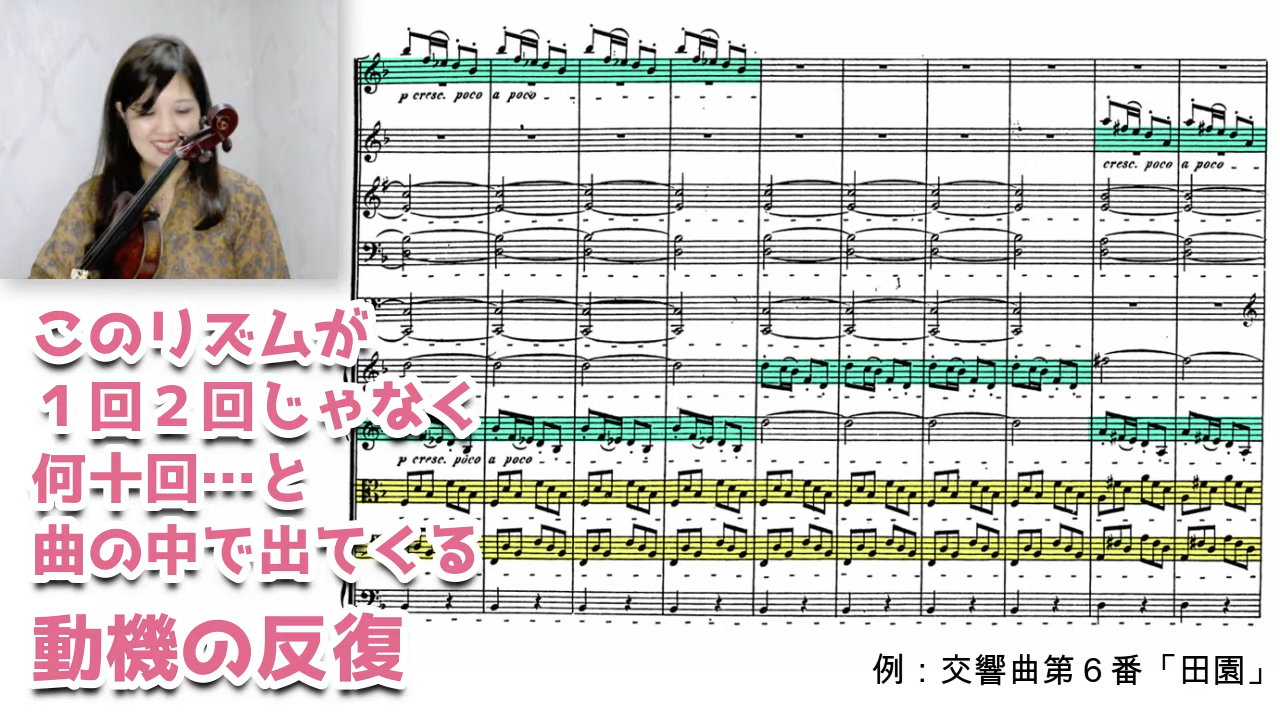 p cresc. poco a poco
cresc. poco a poco
p cresc. poco a poco
このリズムが
1回2回じゃなく
何十回…と
曲の中で出てくる
動機の反復
例：交響曲第6番「田園」